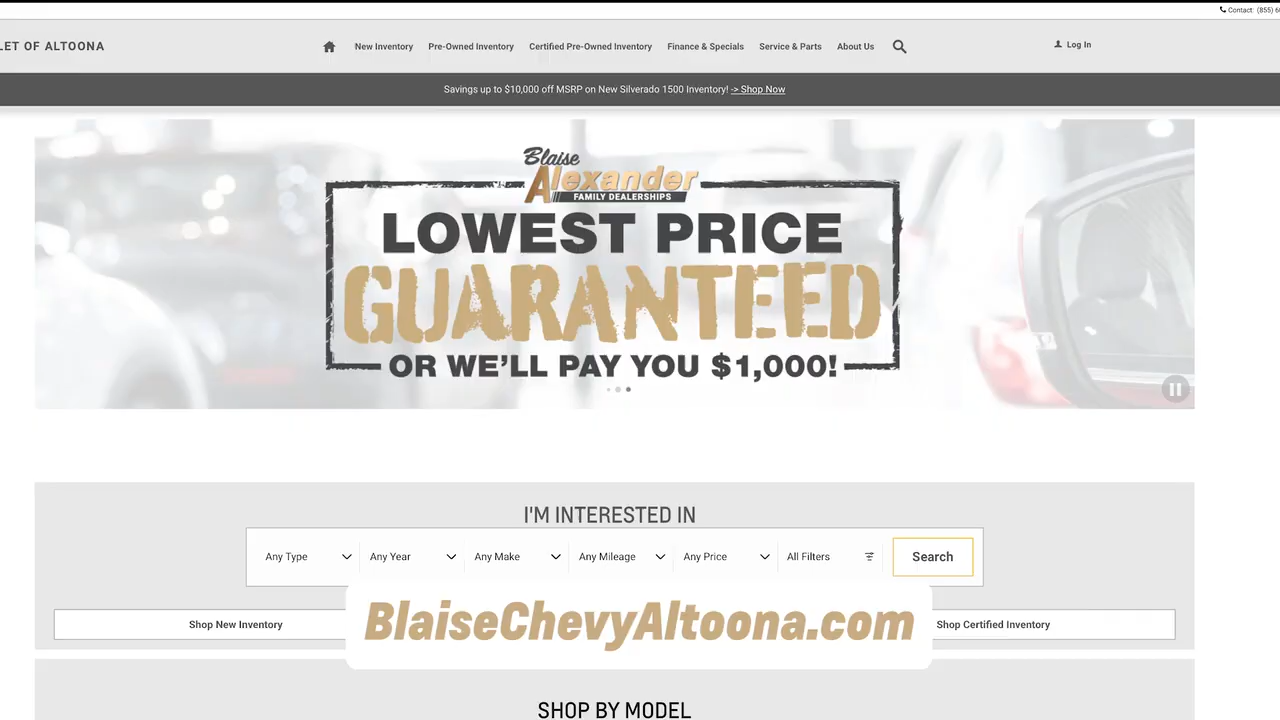 Contact: (855) 6
LET OF ALTOONA
New Inventory
Pre-Owned Inventory
Certified Pre-Owned Inventory
Finance & Specials
Service & Parts
About Us
Log In
Savings up to $10,000 off MSRP on New Silverado 1500 Inventory! -> Shop Now
Blaise
Alexander
FAMILY DEALERSHIPS
LOWEST PRICE
GUARANTEED
OR WE'LL PAY YOU $1,000!
I'M INTERESTED IN
Any Type
Any Year
Any Make
Any Mileage
Any Price
All Filters
Search
Shop New Inventory
Shop Certified Inventory
BlaiseChevyAltoona.com
SHOP BY MODEL